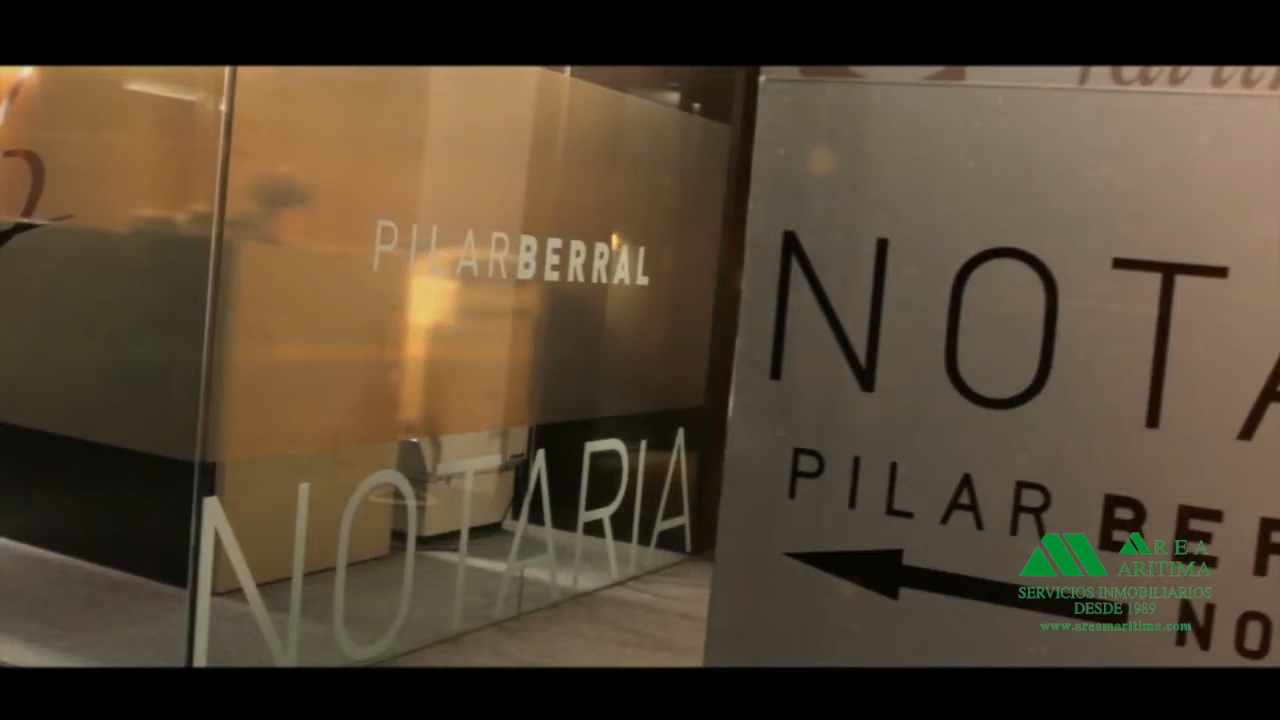 PILARBERRAL
NOTARIA
NOTA
PILAR BER
NO
AREA
ARITIMA
SERVICIOS INMOBILIARIOS
DESDE 1989
www.areamaritima.com